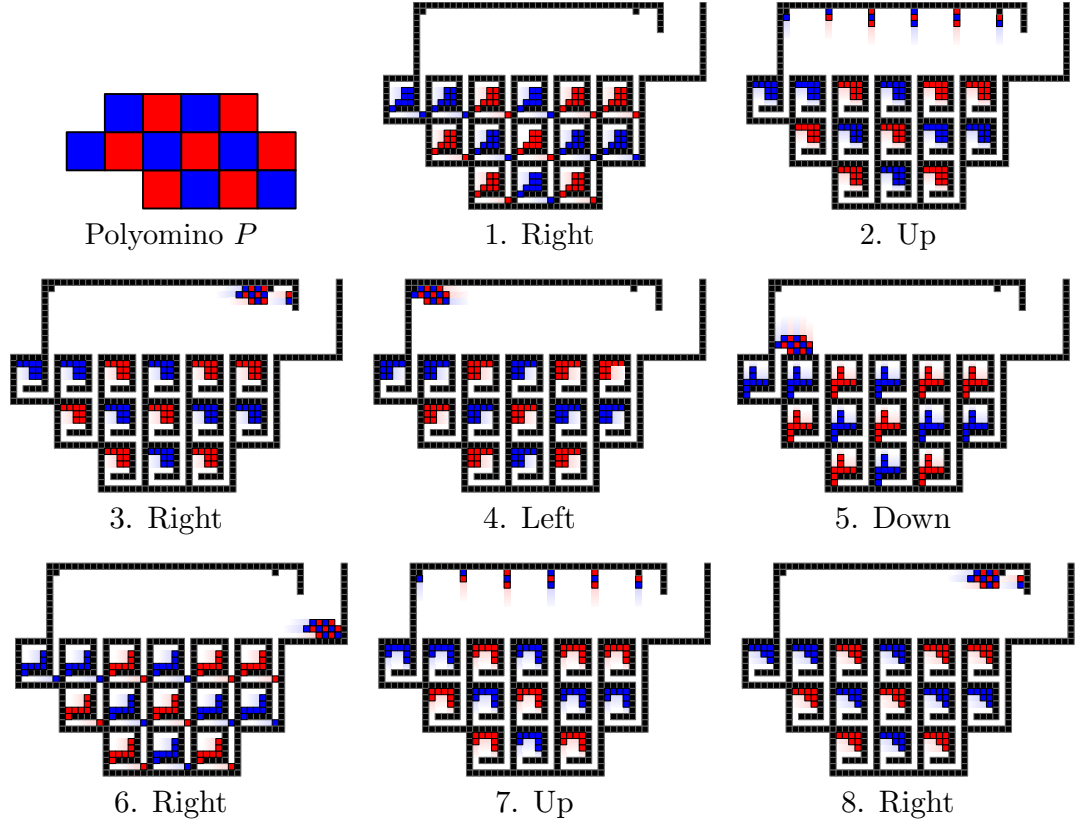 Polyomino P
1. Right
2. Up
3. Right
4. Left
5. Down
6. Right
7. Up
8. Right